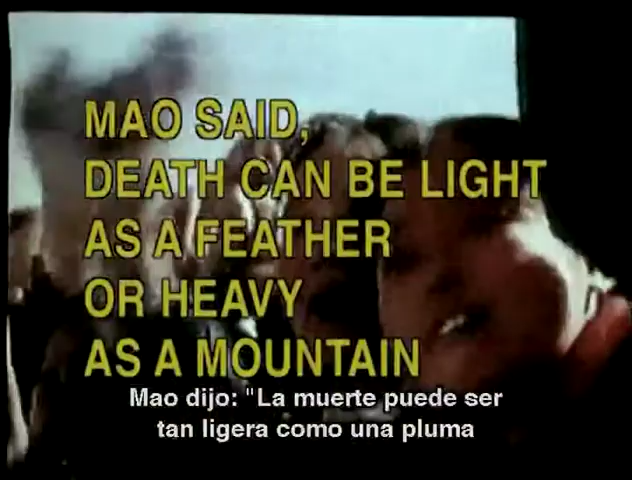 MAO SAID,
DEATH CAN BE LIGHT
AS A FEATHER
OR HEAVY
AS A MOUNTAIN
Mao dijo: "La muerte puede ser
tan ligera como una pluma